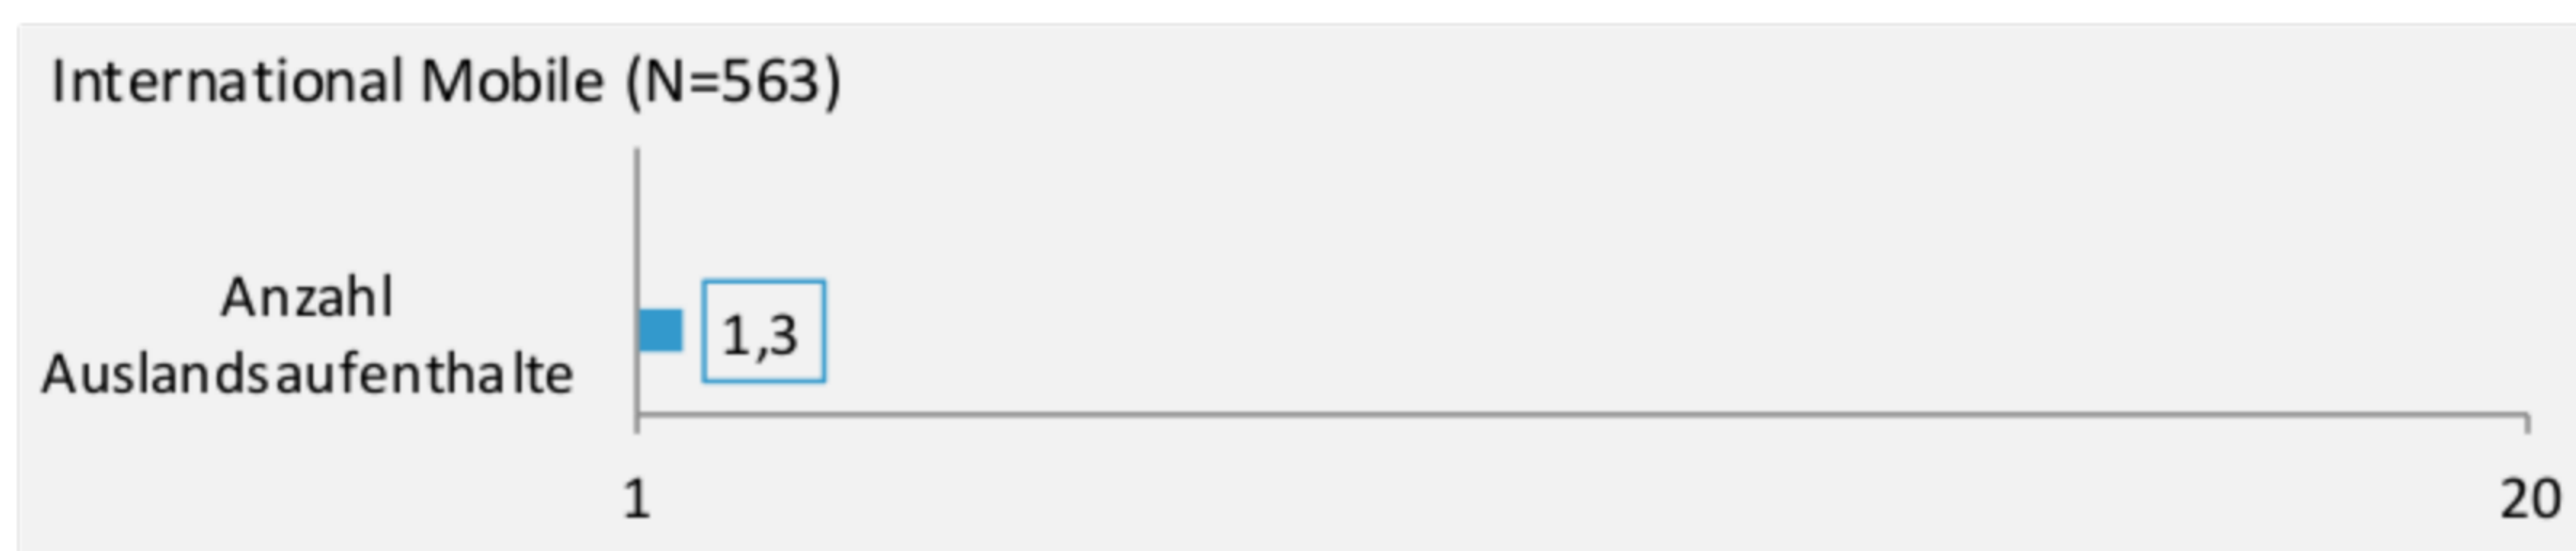 International Mobile (N=563)
Anzahl
Auslandsaufenthalte
1,3
1
20